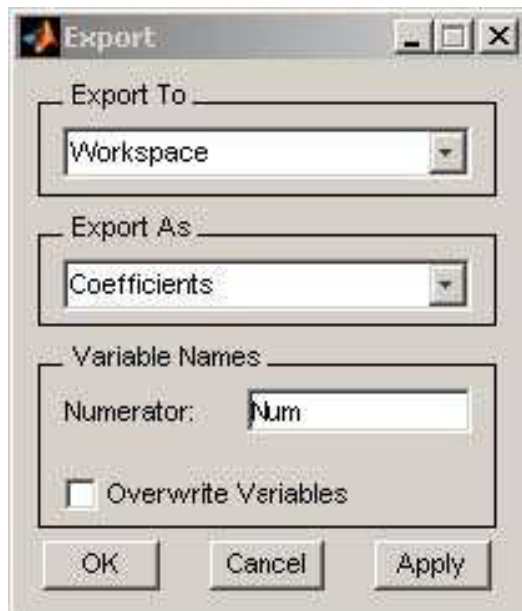 Export
Export To
Workspace
Export As
Coefficients
Variable Names
Numerator: Num
Overwrite Variables
OK Cancel Apply